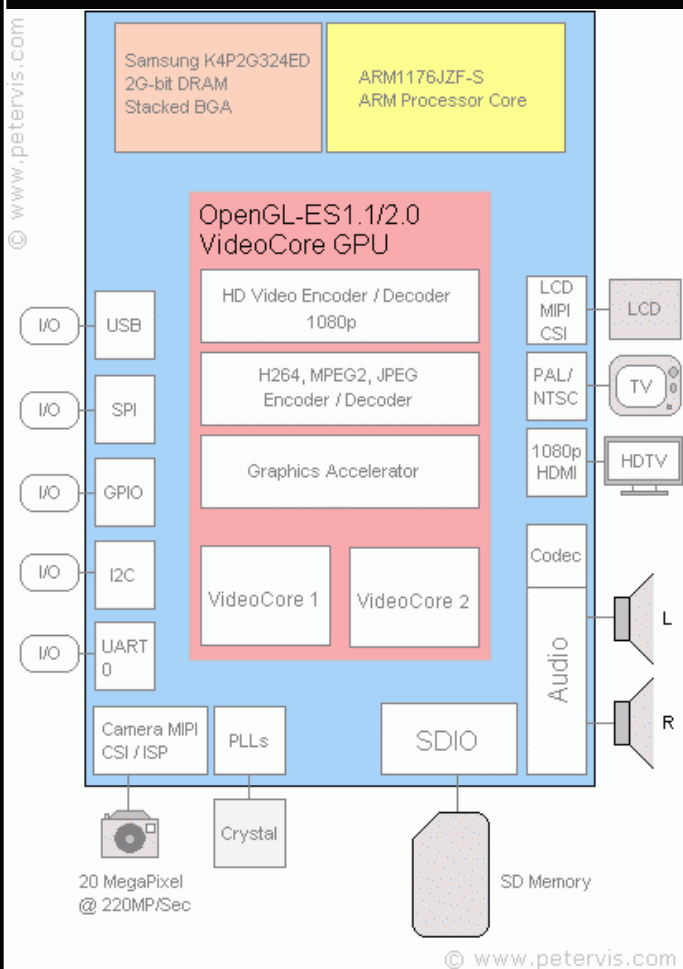 © www.petervis.com
Samsung K4P2G324ED
2G-bit DRAM
Stacked BGA
ARM1176JZF-S
ARM Processor Core
OpenGL-ES1.1/2.0
VideoCore GPU
HD Video Encoder / Decoder
1080p
H264, MPEG2, JPEG
Encoder / Decoder
Graphics Accelerator
VideoCore 1
VideoCore 2
I/O
USB
I/O
SPI
I/O
GPIO
I/O
I2C
I/O
UART
0
LCD
MIPI
CSI
LCD
PAL/
NTSC
TV
1080p
HDMI
HDTV
Codec
Audio
L
R
Camera MIPI
CSI / ISP
PLLs
SDIO
Crystal
20 MegaPixel
@ 220MP/Sec
SD Memory
© www.petervis.com